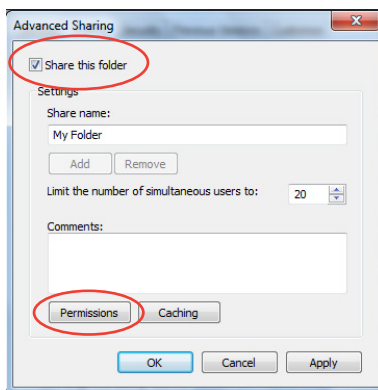 Advanced Sharing
Share this folder
Settings
Share name:
My Folder
Add Remove
Limit the number of simultaneous users to: 20
Comments:
Permissions Caching
OK Cancel Apply